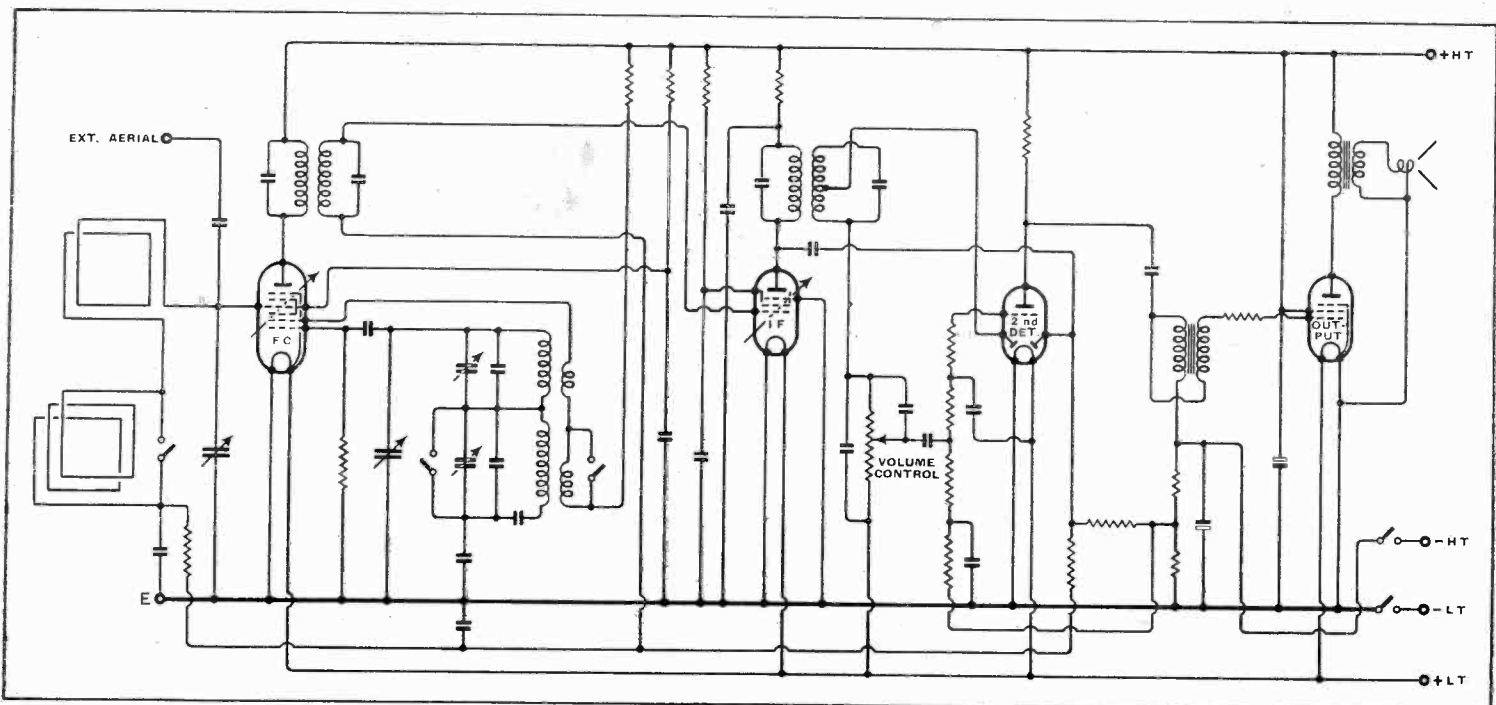 +HT
EXT. AERIAL
FC
IF
2nd
DET.
OUT-
PUT
VOLUME
CONTROL
-HT
E
-LT
+LT